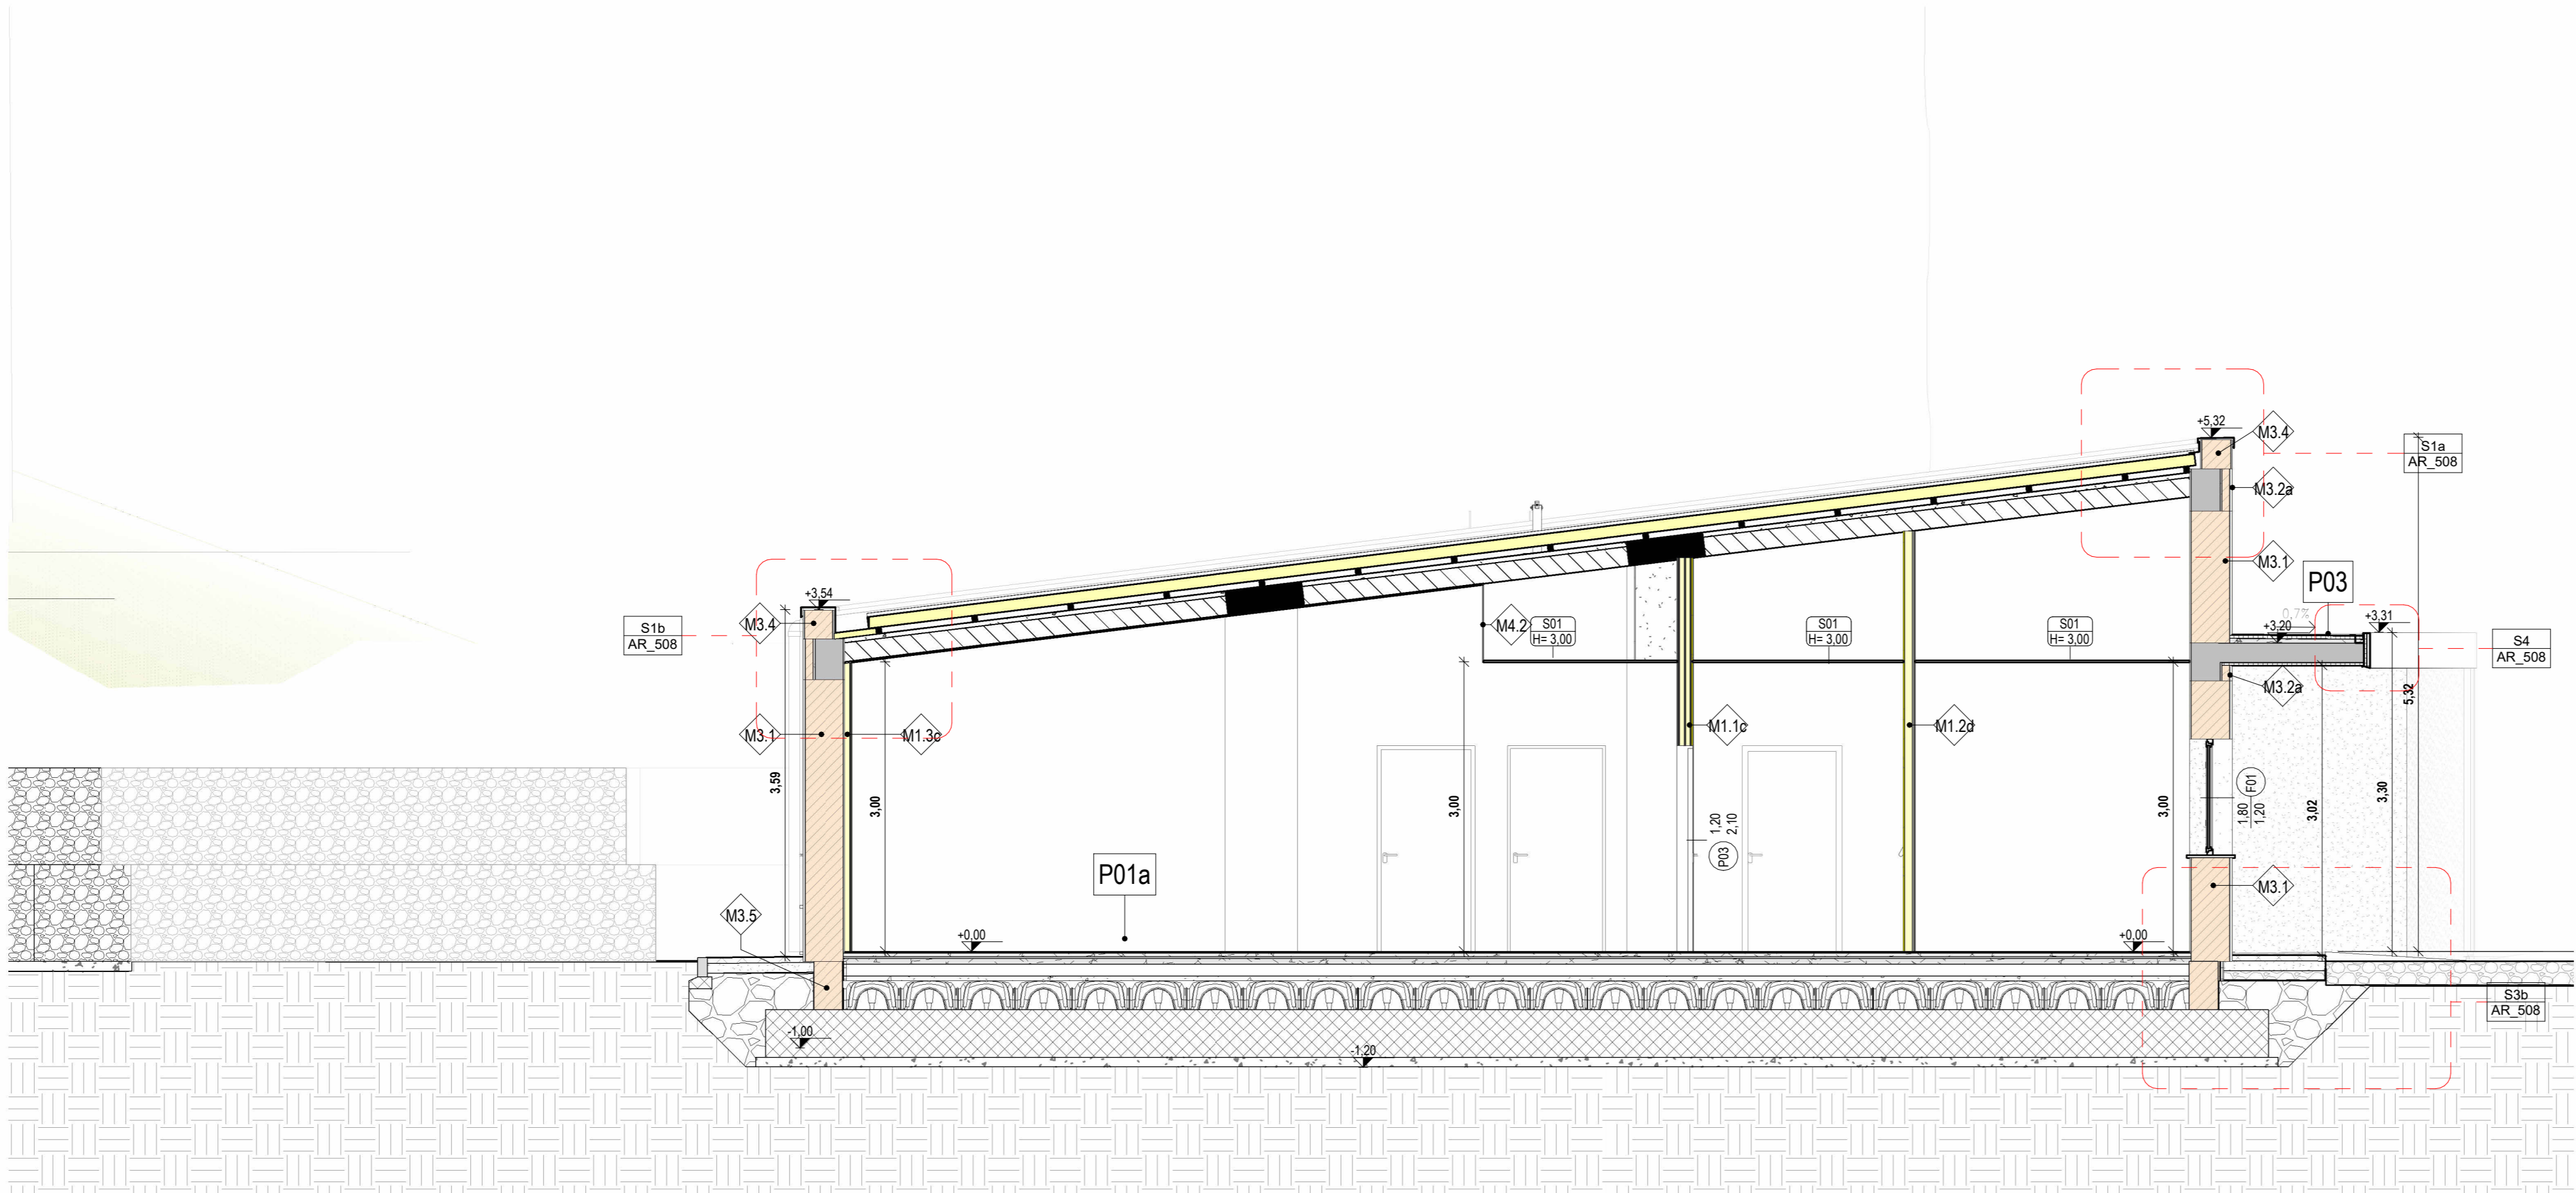 +5,32
M3.4
S1a
AR_508
M3.2a
M3.1
P03
0.7%
+3,20
+3,31
S4
AR_508
M3.2a
5,32
+3,54
M3.4
S1b
AR_508
M4.2
S01
H= 3,00
S01
H= 3,00
S01
H= 3,00
M3.1
M1.3c
M1.1c
M1.2d
3,59
3,00
3,00
1,20
2,10
P03
3,00
1,80
1,20
F01
3,02
3,30
P01a
M3.1
M3.5
+0,00
+0,00
S3b
AR_508
-1,00
-1,20